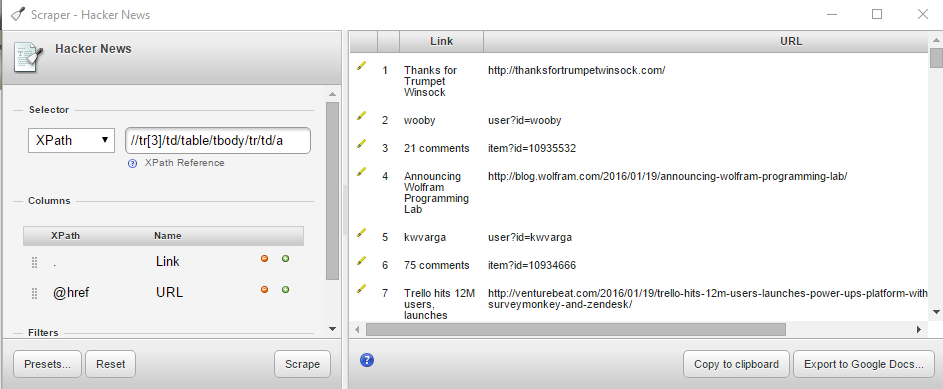 Scraper - Hacker News
Hacker News
Selector
XPath
//tr[3]/td/table/tbody/tr/td/a
? XPath Reference
Columns
XPath Name
. Link
@href URL
Filters
Presets... Reset Scrape
Link URL
1 Thanks for http://thanksfortrumpetwinsock.com/
Trumpet
Winsock
2 wooby user?id=wooby
3 21 comments item?id=10935532
4 Announcing http://blog.wolfram.com/2016/01/19/announcing-wolfram-programming-lab/
Wolfram
Programming
Lab
5 kwvarga user?id=kwvarga
6 75 comments item?id=10934666
7 Trello hits 12M http://venturebeat.com/2016/01/19/trello-hits-12m-users-launches-power-ups-platform-with
users, surveymonkey-and-zendesk/
launches
? Copy to clipboard Export to Google Docs...